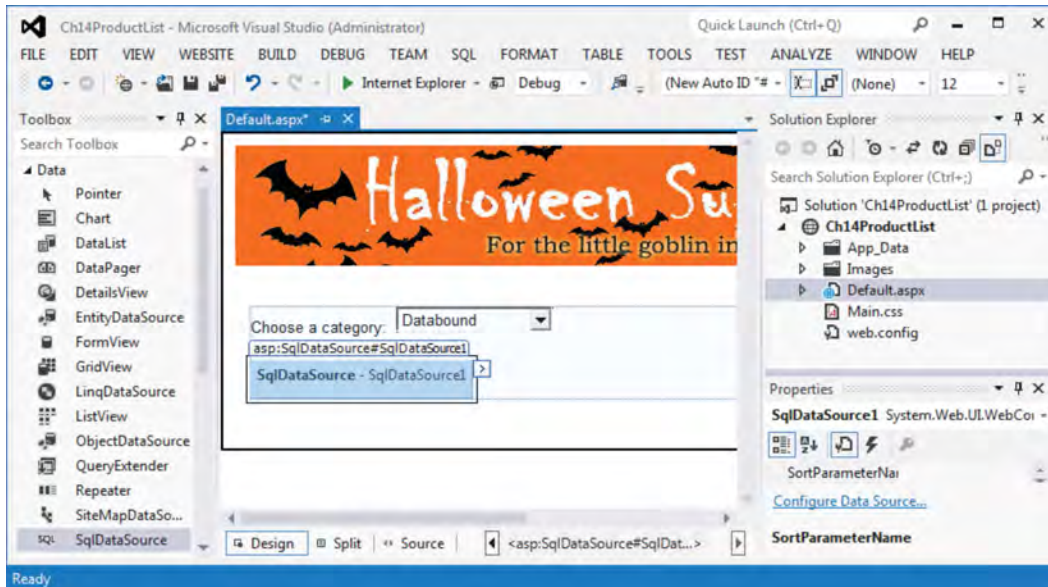 Ch14ProductList - Microsoft Visual Studio (Administrator)
Quick Launch (Ctrl+Q)
FILE EDIT VIEW WEBSITE BUILD DEBUG TEAM SQL FORMAT TABLE TOOLS TEST ANALYZE WINDOW HELP
Internet Explorer Debug (New Auto ID "# (None) 12
Toolbox
Search Toolbox
Data
Pointer
Chart
DataList
DataPager
DetailsView
EntityDataSource
FormView
GridView
LinqDataSource
ListView
ObjectDataSource
QueryExtender
Repeater
SiteMapDataSo...
SQL SqlDataSource
Default.aspx*
Halloween Su
For the little goblin in
Choose a category: Databound
asp:SqlDataSource#SqlDataSource1
SqlDataSource - SqlDataSource1
Design Split Source <asp:SqlDataSource#SqlDat...>
Solution Explorer
Search Solution Explorer (Ctrl+;)
Solution 'Ch14ProductList' (1 project)
Ch14ProductList
App_Data
Images
Default.aspx
Main.css
web.config
Properties
SqlDataSource1 System.Web.UI.WebCor
SortParameterNar
Configure Data Source...
SortParameterName
Ready